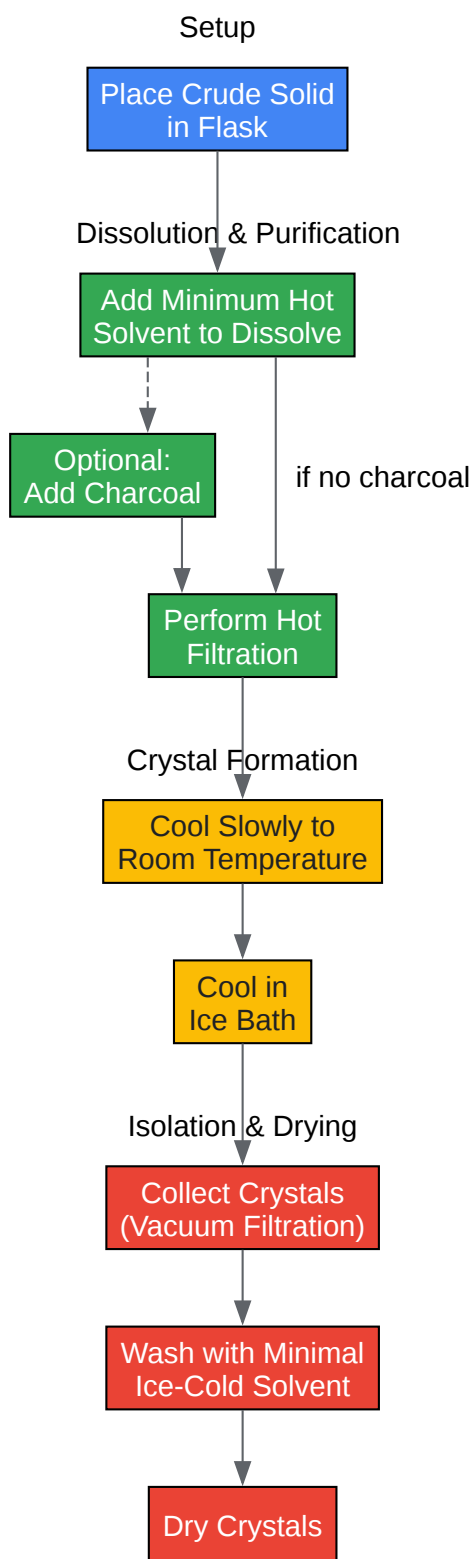 Setup
Place Crude Solid
in Flask
Dissolution & Purification
Add Minimum Hot
Solvent to Dissolve
Optional:
Add Charcoal
if no charcoal
Perform Hot
Filtration
Crystal Formation
Cool Slowly to
Room Temperature
Cool in
Ice Bath
Isolation & Drying
Collect Crystals
(Vacuum Filtration)
Wash with Minimal
Ice-Cold Solvent
Dry Crystals